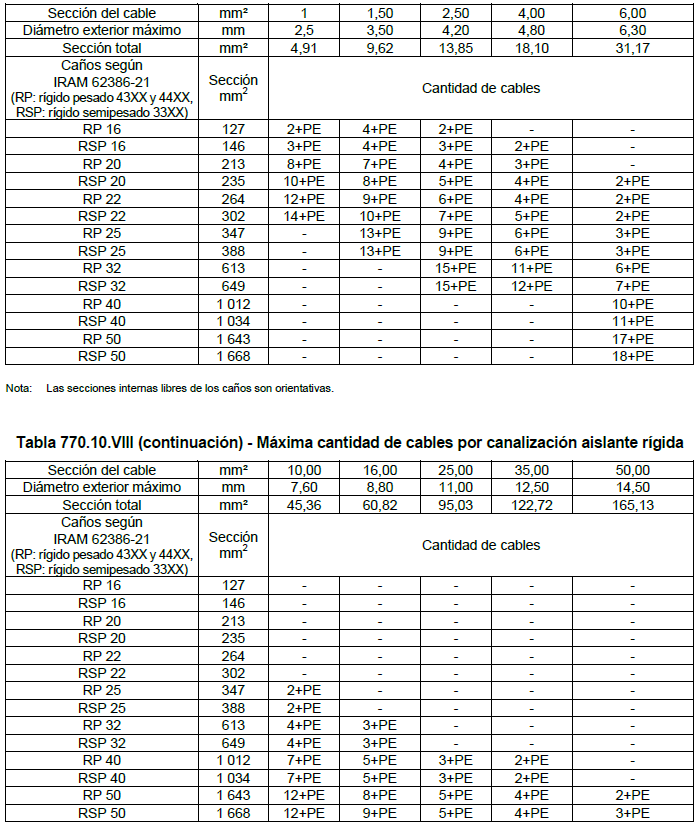 Sección del cable mm² 1 1,50 2,50 4,00 6,00
Diámetro exterior máximo mm 2,5 3,50 4,20 4,80 6,30
Sección total mm² 4,91 9,62 13,85 18,10 31,17
Caños según
IRAM 62386-21
(RP: rígido pesado 43XX y 44XX,
RSP: rígido semipesado 33XX)
Sección
mm²
Cantidad de cables
RP 16 127 2+PE 4+PE 2+PE - -
RSP 16 146 3+PE 4+PE 3+PE 2+PE -
RP 20 213 8+PE 7+PE 4+PE 3+PE -
RSP 20 235 10+PE 8+PE 5+PE 4+PE 2+PE
RP 22 264 12+PE 9+PE 6+PE 4+PE 2+PE
RSP 22 302 14+PE 10+PE 7+PE 5+PE 2+PE
RP 25 347 - 13+PE 9+PE 6+PE 3+PE
RSP 25 388 - 13+PE 9+PE 6+PE 3+PE
RP 32 613 - - 15+PE 11+PE 6+PE
RSP 32 649 - - 15+PE 12+PE 7+PE
RP 40 1 012 - - - - 10+PE
RSP 40 1 034 - - - - 11+PE
RP 50 1 643 - - - - 17+PE
RSP 50 1 668 - - - - 18+PE
Nota: Las secciones internas libres de los caños son orientativas.
Tabla 770.10.VIII (continuación) - Máxima cantidad de cables por canalización aislante rígida
Sección del cable mm² 10,00 16,00 25,00 35,00 50,00
Diámetro exterior máximo mm 7,60 8,80 11,00 12,50 14,50
Sección total mm² 45,36 60,82 95,03 122,72 165,13
Caños según
IRAM 62386-21
(RP: rígido pesado 43XX y 44XX,
RSP: rígido semipesado 33XX)
Sección
mm²
Cantidad de cables
RP 16 127 - - - - -
RSP 16 146 - - - - -
RP 20 213 - - - - -
RSP 20 235 - - - - -
RP 22 264 - - - - -
RSP 22 302 - - - - -
RP 25 347 2+PE - - - -
RSP 25 388 2+PE - - - -
RP 32 613 4+PE 3+PE - - -
RSP 32 649 4+PE 3+PE - - -
RP 40 1 012 7+PE 5+PE 3+PE 2+PE -
RSP 40 1 034 7+PE 5+PE 3+PE 2+PE -
RP 50 1 643 12+PE 8+PE 5+PE 4+PE 2+PE
RSP 50 1 668 12+PE 9+PE 5+PE 4+PE 3+PE